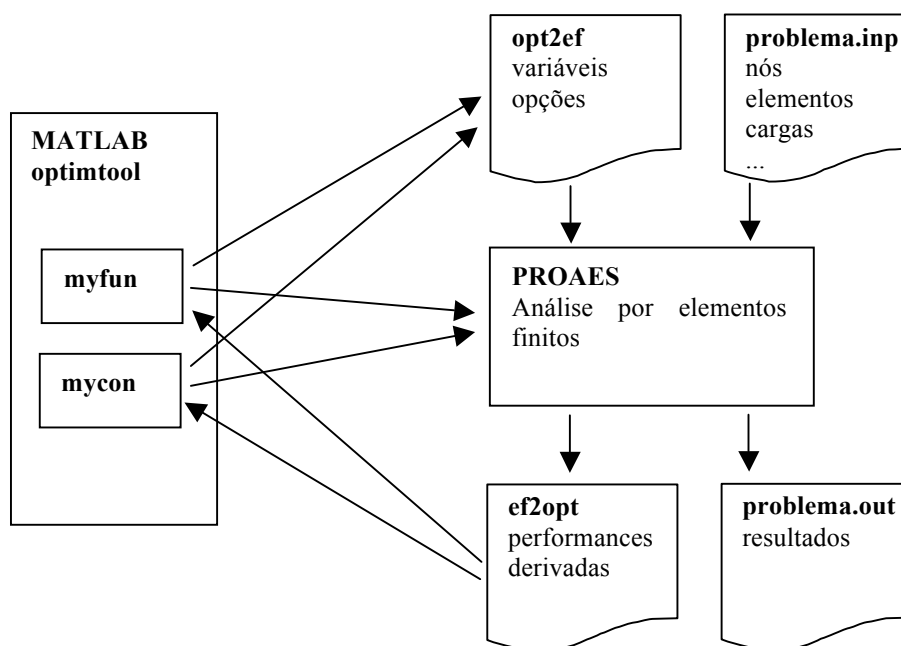 MATLAB
optimtool
myfun
mycon
opt2ef
variáveis
opções
problema.inp
nós
elementos
cargas
...
PROAES
Análise por elementos
finitos
ef2opt
performances
derivadas
problema.out
resultados